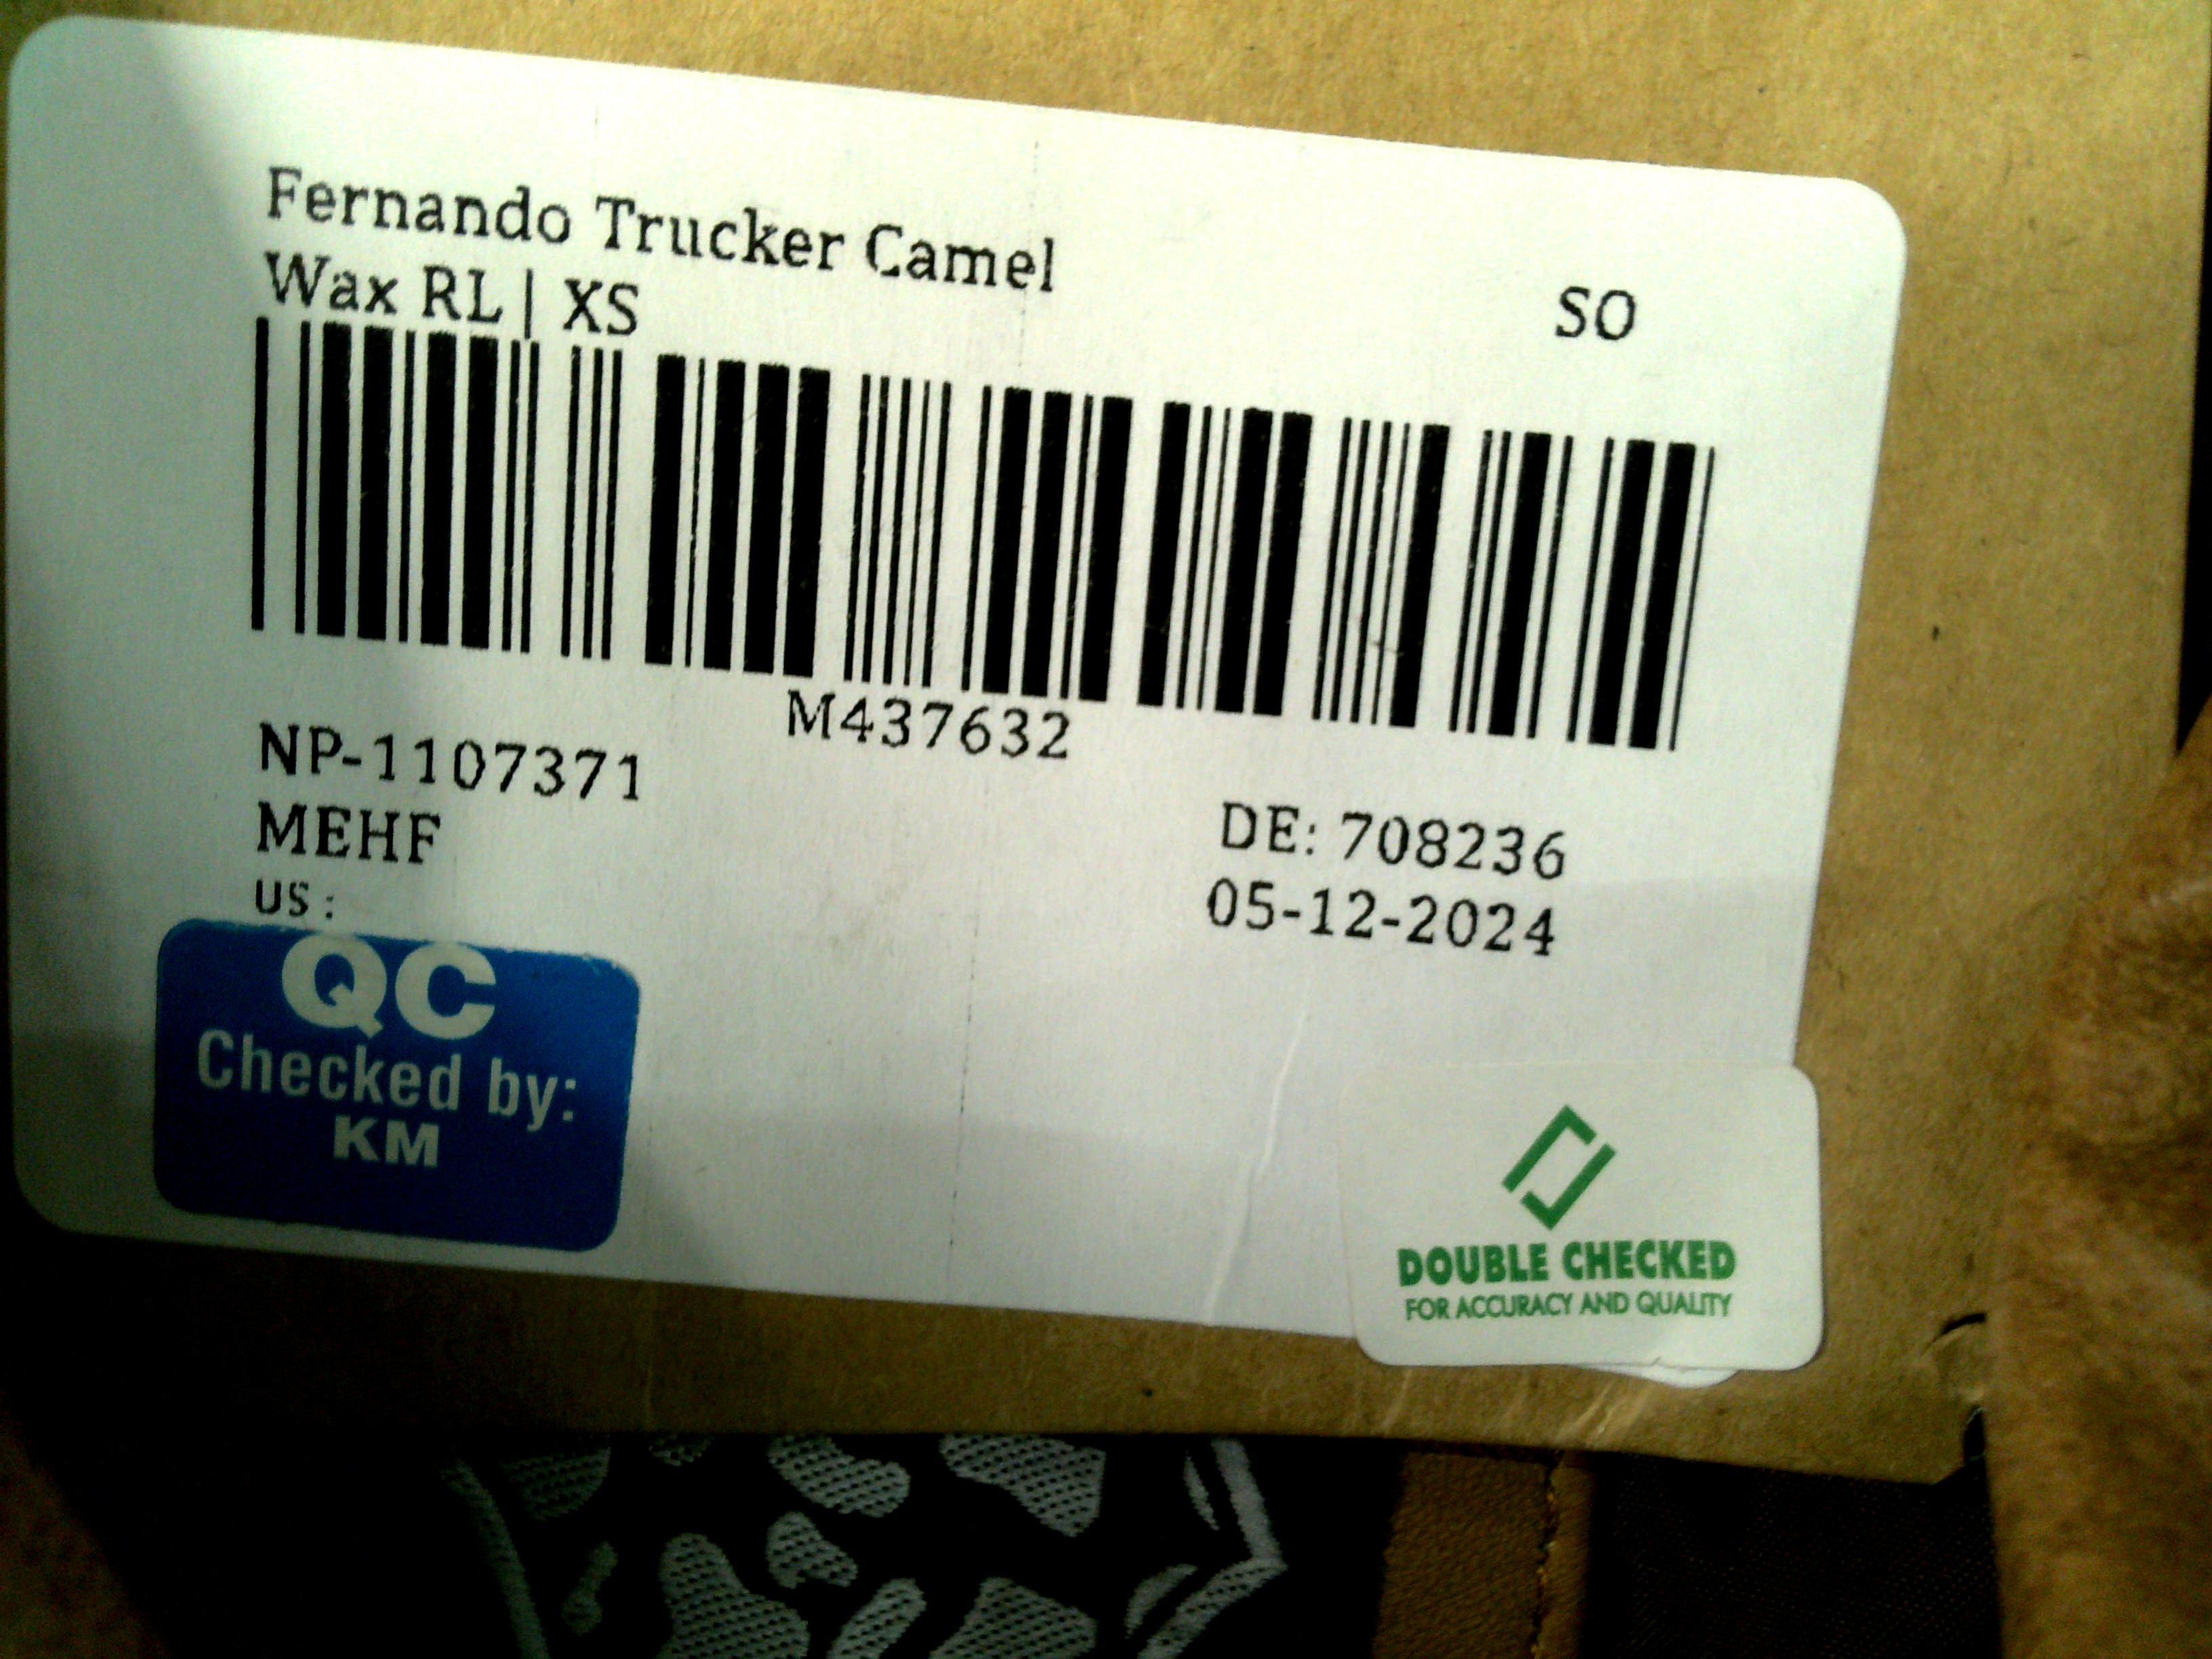 Fernando Trucker Camel
Wax RL | XS
SO
M437632
NP-1107371
MEHF
US :
DE: 708236
05-12-2024
QC
Checked by:
KM
DOUBLE CHECKED
FOR ACCURACY AND QUALITY